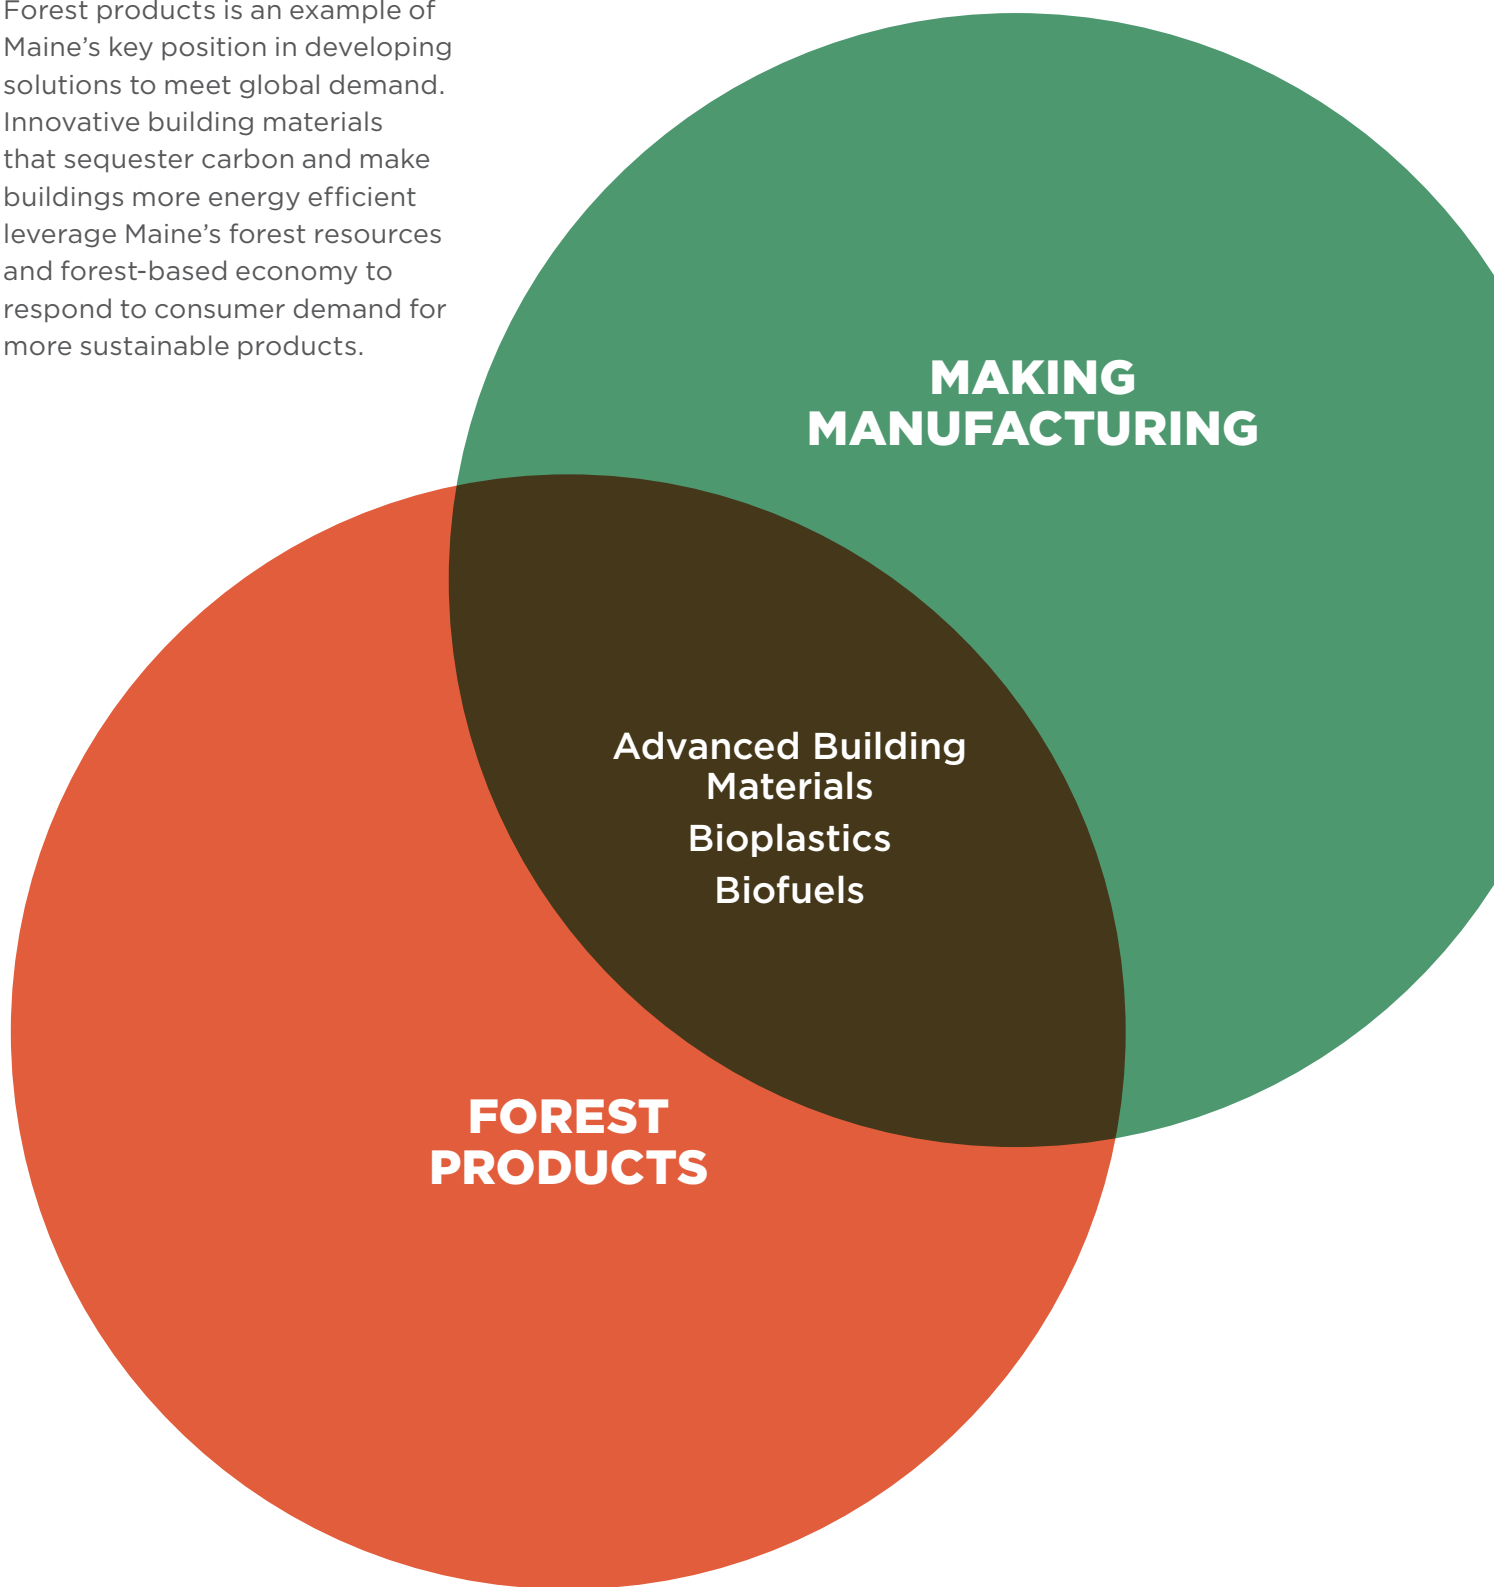 Forest products is an example of
Maine’s key position in developing
solutions to meet global demand.
Innovative building materials
that sequester carbon and make
buildings more energy efficient
leverage Maine’s forest resources
and forest-based economy to
respond to consumer demand for
more sustainable products.
MAKING
MANUFACTURING
Advanced Building
Materials
Bioplastics
Biofuels
FOREST
PRODUCTS